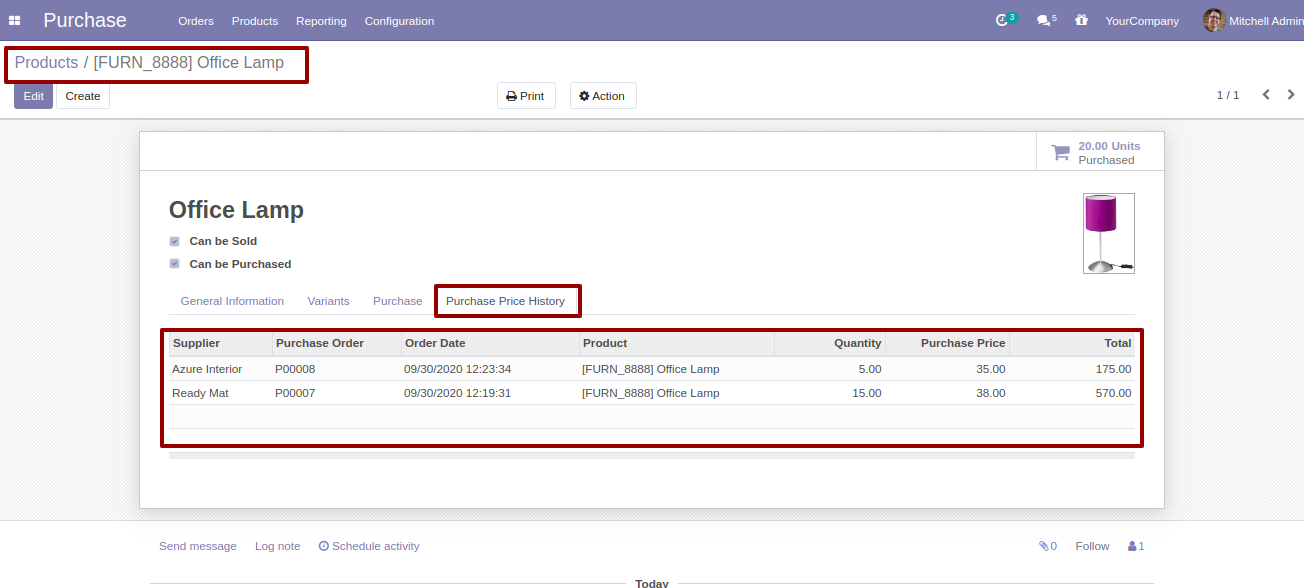 Purchase Orders Products Reporting Configuration 3 5 YourCompany Mitchell Admin
Products / [FURN_8888] Office Lamp
Edit Create Print Action 1 / 1
20.00 Units
Purchased
Office Lamp
Can be Sold
Can be Purchased
General Information Variants Purchase Purchase Price History
Supplier Purchase Order Order Date Product Quantity Purchase Price Total
Azure Interior P00008 09/30/2020 12:23:34 [FURN_8888] Office Lamp 5.00 35.00 175.00
Ready Mat P00007 09/30/2020 12:19:31 [FURN_8888] Office Lamp 15.00 38.00 570.00
Send message Log note Schedule activity 0 Follow 1
Today